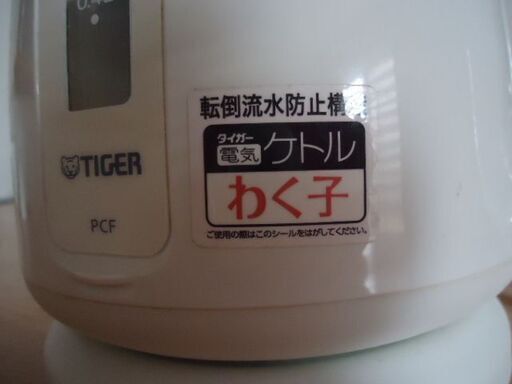 TIGER
PCF
転倒流水防止構
タイガー
電気ケトル
わく子
ご使用の際はこのシールをはがしてください。